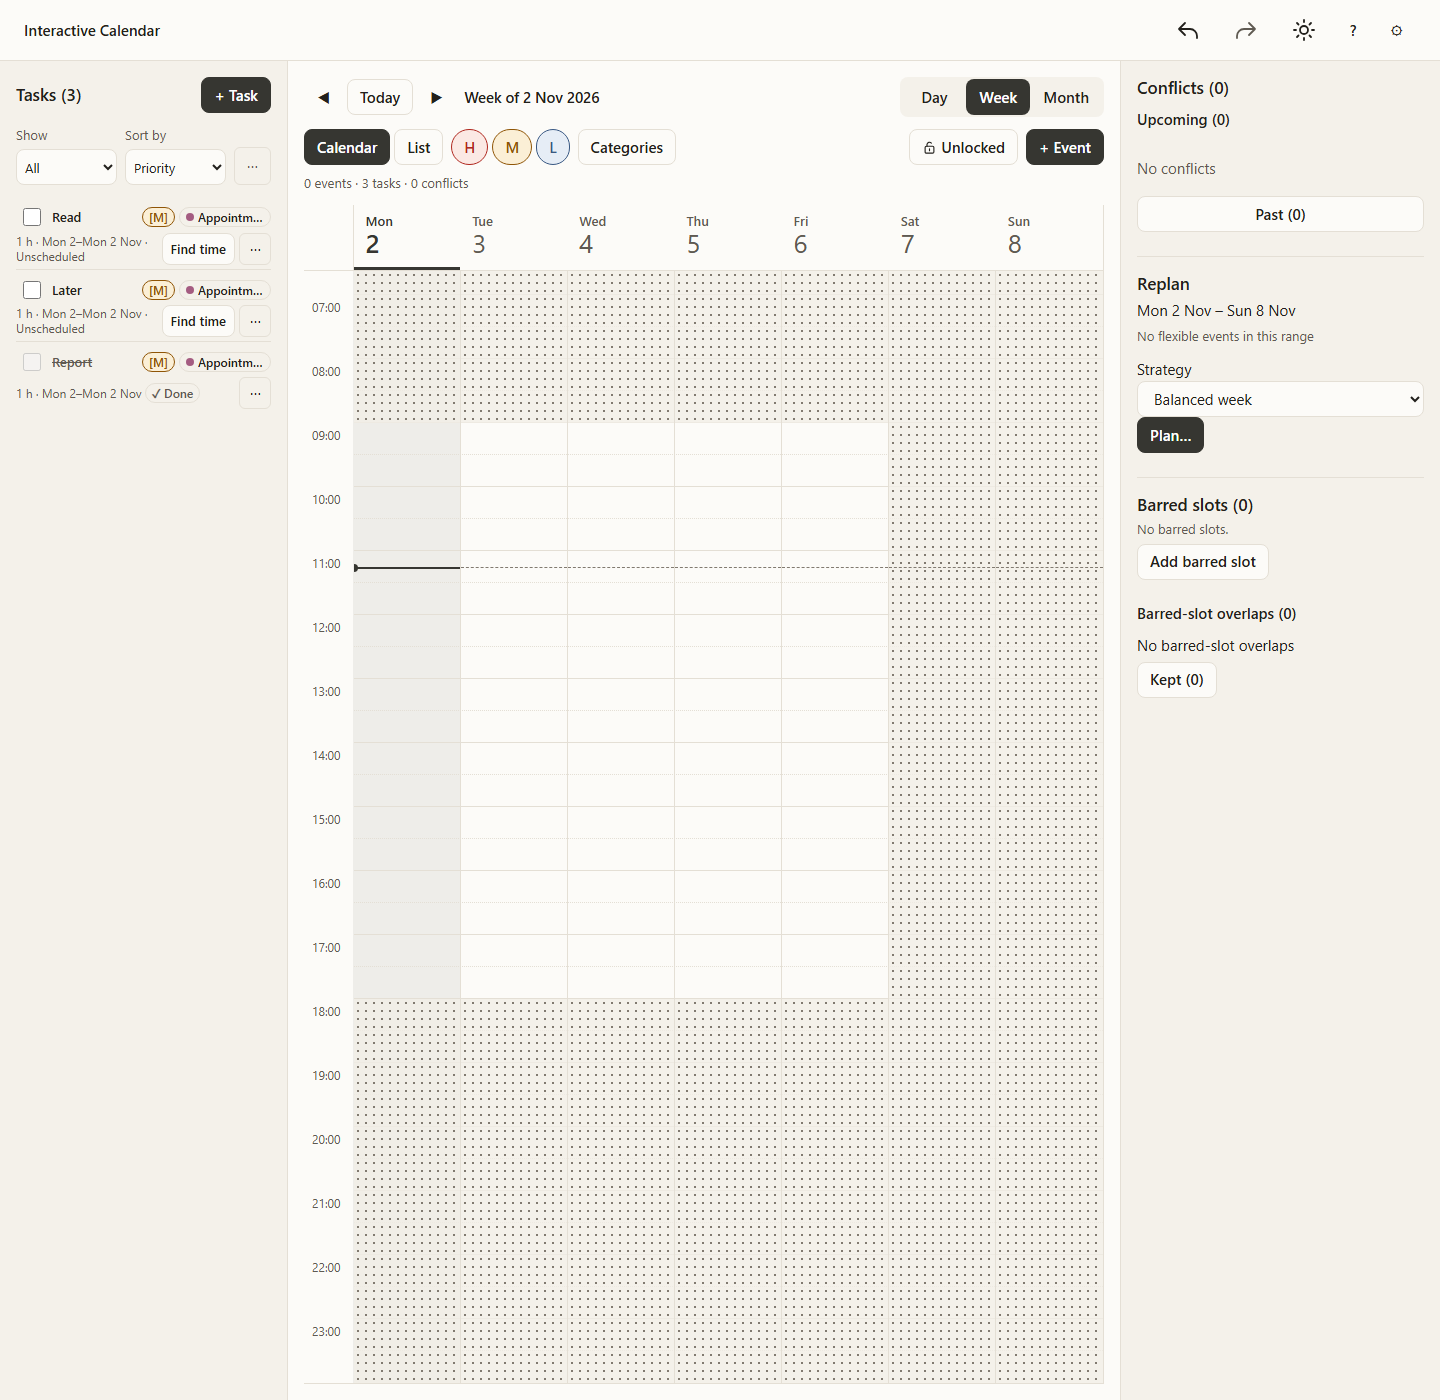 Interactive Calendar
?
Tasks (3)
+ Task
Show
Sort by
All
Priority
...
Read
[M]
Appointm...
1 h · Mon 2–Mon 2 Nov ·
Unscheduled
Find time
...
Later
[M]
Appointm...
1 h · Mon 2–Mon 2 Nov ·
Unscheduled
Find time
...
Report
[M]
Appointm...
1 h · Mon 2–Mon 2 Nov
✓ Done
...
◀
Today
▶
Week of 2 Nov 2026
Day
Week
Month
Calendar
List
H
M
L
Categories
Unlocked
+ Event
0 events · 3 tasks · 0 conflicts
Mon
2
Tue
3
Wed
4
Thu
5
Fri
6
Sat
7
Sun
8
07:00
08:00
09:00
10:00
11:00
12:00
13:00
14:00
15:00
16:00
17:00
18:00
19:00
20:00
21:00
22:00
23:00
Conflicts (0)
Upcoming (0)
No conflicts
Past (0)
Replan
Mon 2 Nov – Sun 8 Nov
No flexible events in this range
Strategy
Balanced week
Plan...
Barred slots (0)
No barred slots.
Add barred slot
Barred-slot overlaps (0)
No barred-slot overlaps
Kept (0)